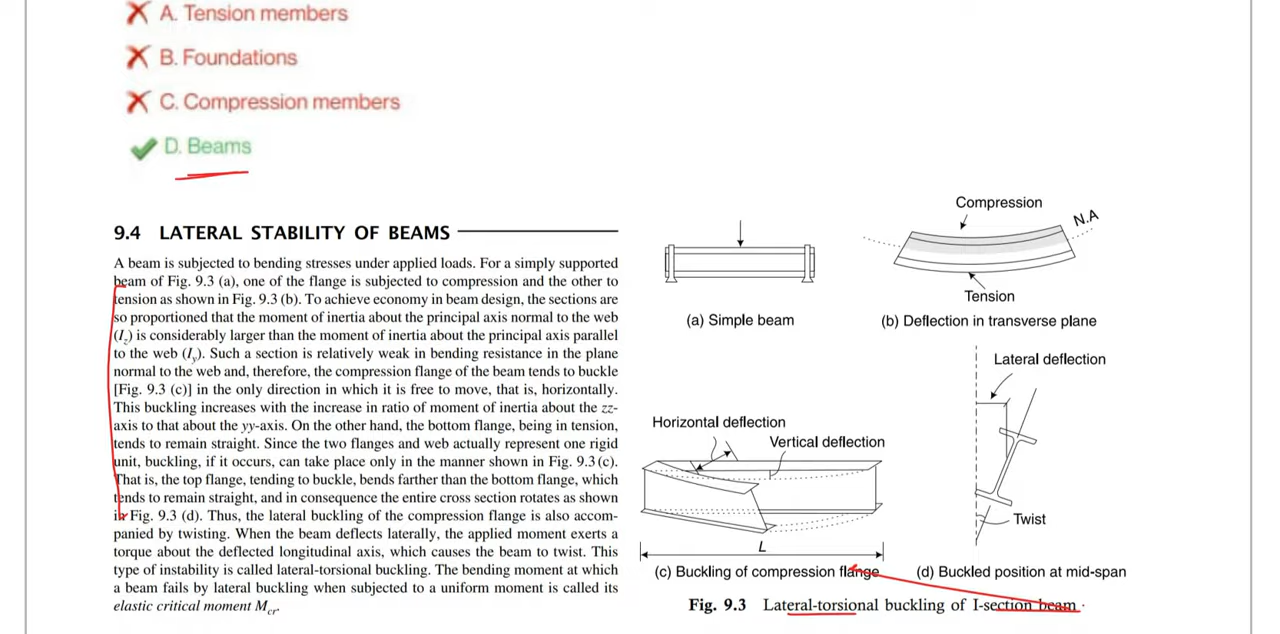 A. Tension members
B. Foundations
C. Compression members
D. Beams
9.4 LATERAL STABILITY OF BEAMS
A beam is subjected to bending stresses under applied loads. For a simply supported
beam of Fig. 9.3 (a), one of the flange is subjected to compression and the other to
tension as shown in Fig. 9.3 (b). To achieve economy in beam design, the sections are
so proportioned that the moment of inertia about the principal axis normal to the web
(Iz) is considerably larger than the moment of inertia about the principal axis parallel
to the web (Iy). Such a section is relatively weak in bending resistance in the plane
normal to the web and, therefore, the compression flange of the beam tends to buckle
[Fig. 9.3 (c)] in the only direction in which it is free to move, that is, horizontally.
This buckling increases with the increase in ratio of moment of inertia about the zz-
axis to that about the yy-axis. On the other hand, the bottom flange, being in tension,
tends to remain straight. Since the two flanges and web actually represent one rigid
unit, buckling, if it occurs, can take place only in the manner shown in Fig. 9.3 (c).
That is, the top flange, tending to buckle, bends farther than the bottom flange, which
tends to remain straight, and in consequence the entire cross section rotates as shown
in Fig. 9.3 (d). Thus, the lateral buckling of the compression flange is also accom-
panied by twisting. When the beam deflects laterally, the applied moment exerts a
torque about the deflected longitudinal axis, which causes the beam to twist. This
type of instability is called lateral-torsional buckling. The bending moment at which
a beam fails by lateral buckling when subjected to a uniform moment is called its
elastic critical moment Mcr.
(a) Simple beam
Compression
N.A
Tension
(b) Deflection in transverse plane
Horizontal deflection
Vertical deflection
L
(c) Buckling of compression flange
Lateral deflection
Twist
(d) Buckled position at mid-span
Fig. 9.3 Lateral-torsional buckling of I-section beam